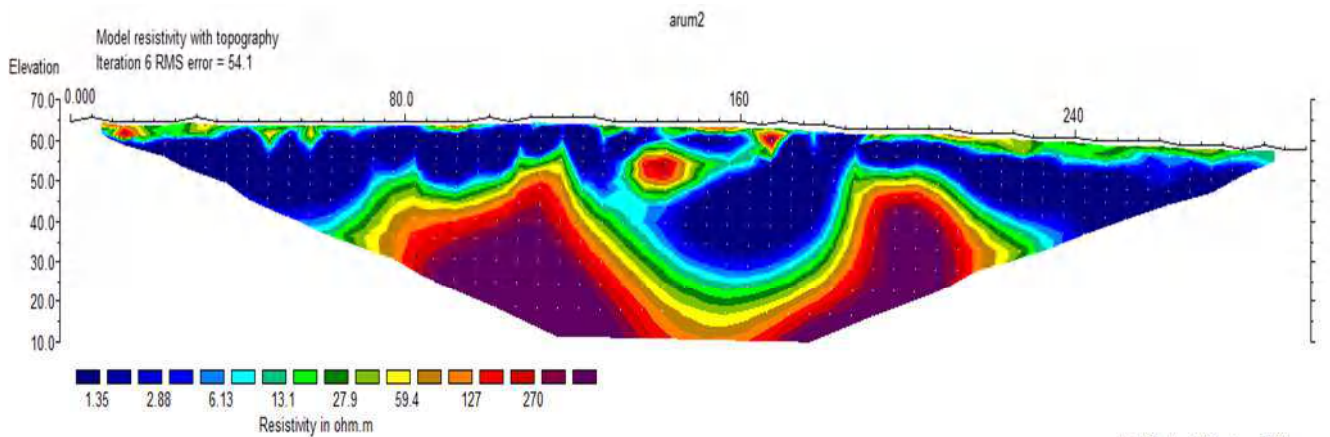 arum2
Model resistivity with topography
Iteration 6 RMS error = 54.1
Elevation
70.0 0.000 80.0 160 240
60.0
50.0
40.0
30.0
20.0
10.0
1.35 2.88 6.13 13.1 27.9 59.4 127 270
Resistivity in ohm.m